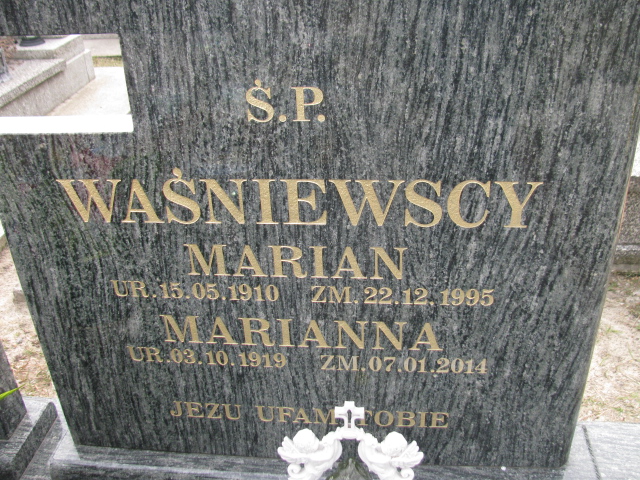 Ś.P.
WAŚNIEWSCY
MARIAN
UR. 15.05.1910 ZM. 22.12.1995
MARIANNA
UR. 03.10.1919 ZM. 07.01.2014
JEZU UFAM TOBIE